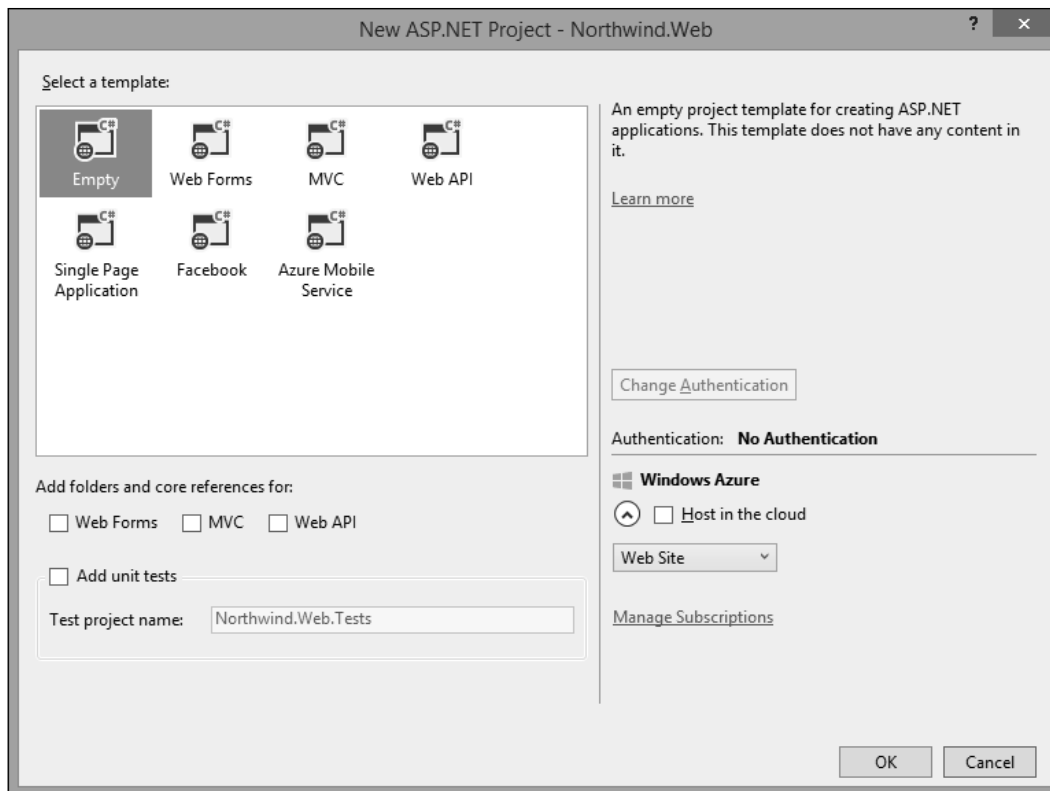 New ASP.NET Project - Northwind.Web
?
×
Select a template:
C# C# C# C#
Empty Web Forms MVC Web API
C# C# C#
Single Page Facebook Azure Mobile
Application Service
Add folders and core references for:
Web Forms MVC Web API
Add unit tests
Test project name: Northwind.Web.Tests
An empty project template for creating ASP.NET
applications. This template does not have any content in
it.
Learn more
Change Authentication
Authentication: No Authentication
Windows Azure
Host in the cloud
Web Site
Manage Subscriptions
OK Cancel